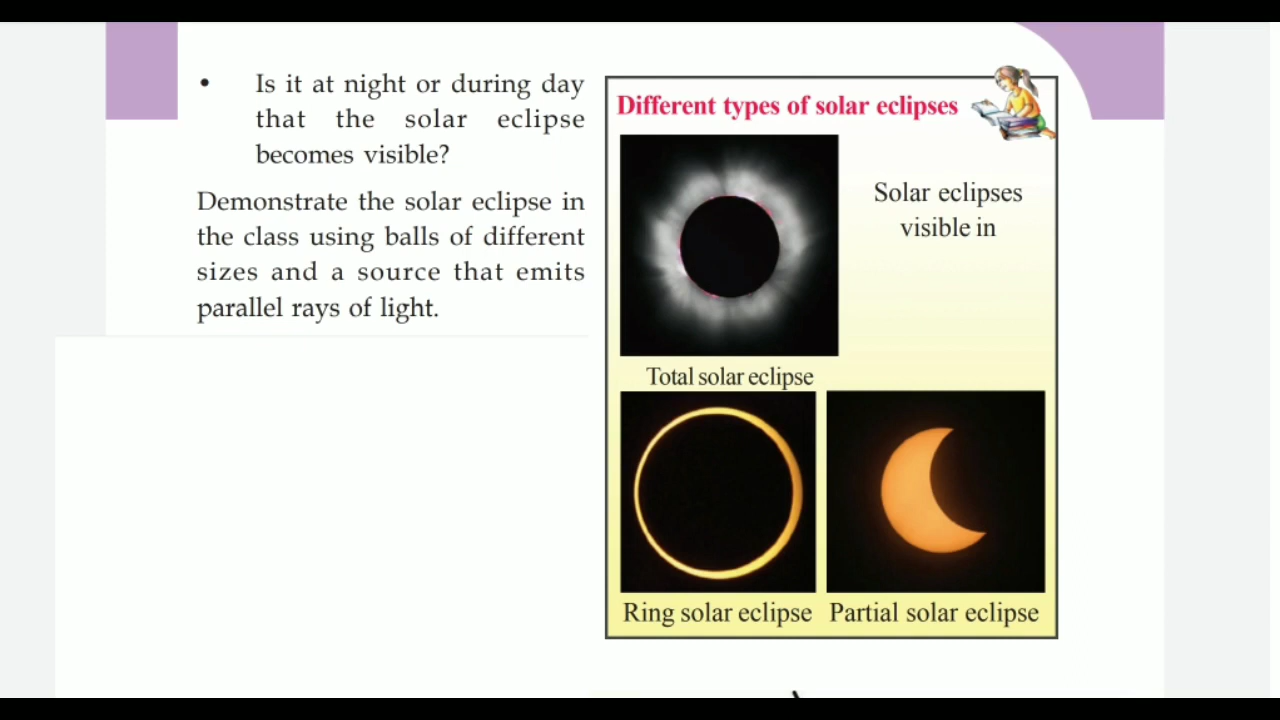 • Is it at night or during day
that the solar eclipse
becomes visible?
Demonstrate the solar eclipse in
the class using balls of different
sizes and a source that emits
parallel rays of light.
Different types of solar eclipses
Solar eclipses
visible in
Total solar eclipse
Ring solar eclipse
Partial solar eclipse